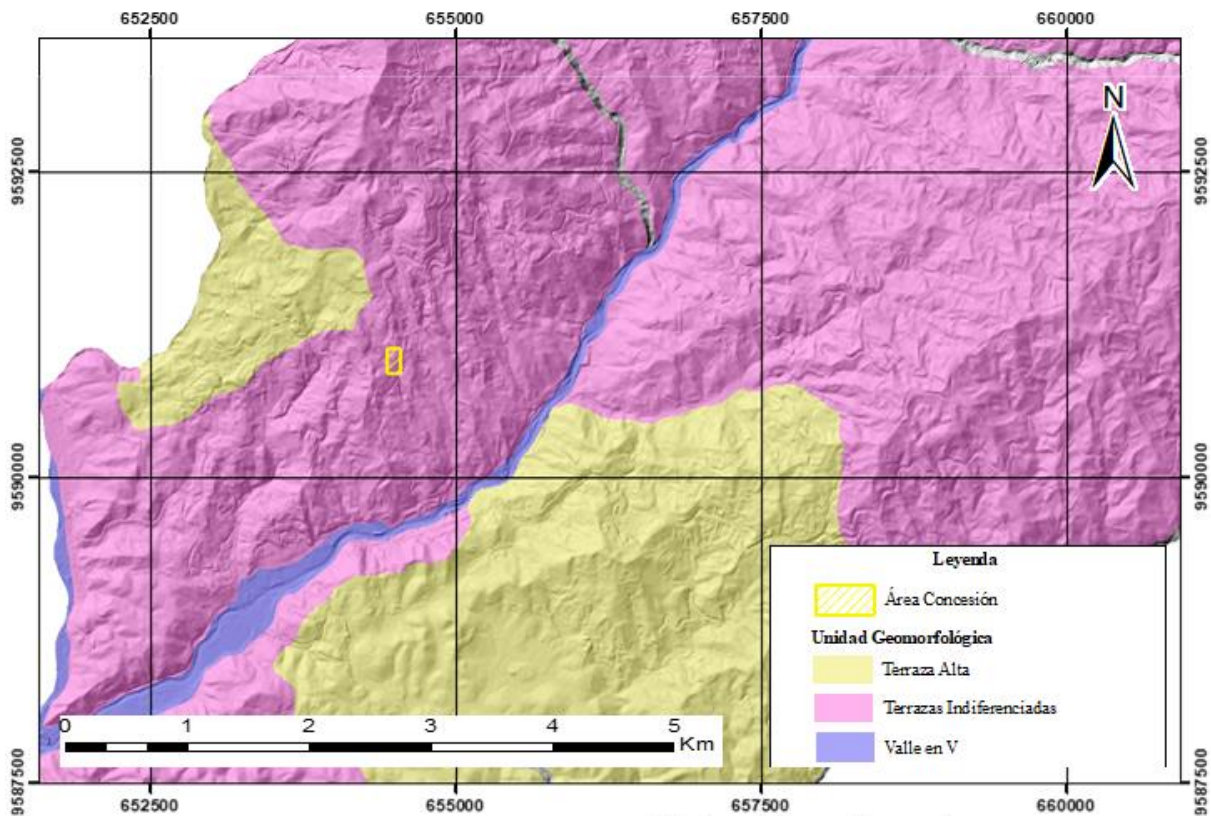 652500 655000 657500 660000
N
9592500 9592500
9590000 9590000
Leyenda
Área Concesión
Unidad Geomorfológica
Terraza Alta
Terrazas Indiferenciadas
Valle en V
0 1 2 3 4 5
Km
9587500 9587500
652500 655000 657500 660000